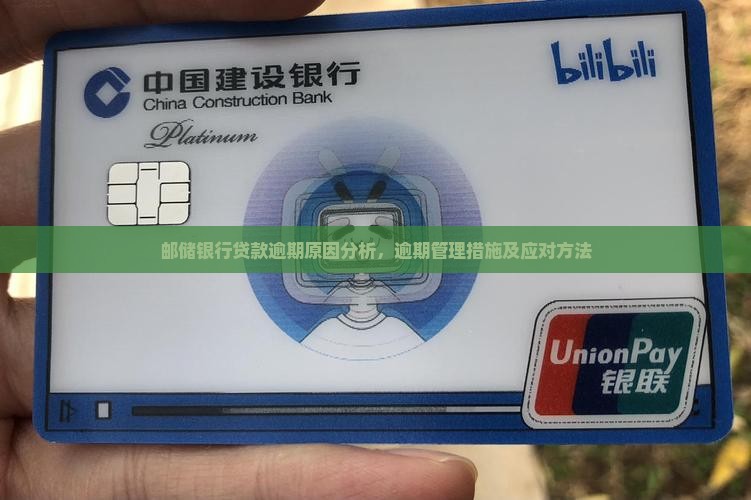 中国建设银行
China Construction Bank
bilibili
Platinum
邮储银行贷款逾期原因分析，逾期管理措施及应对方法
UnionPay
银联